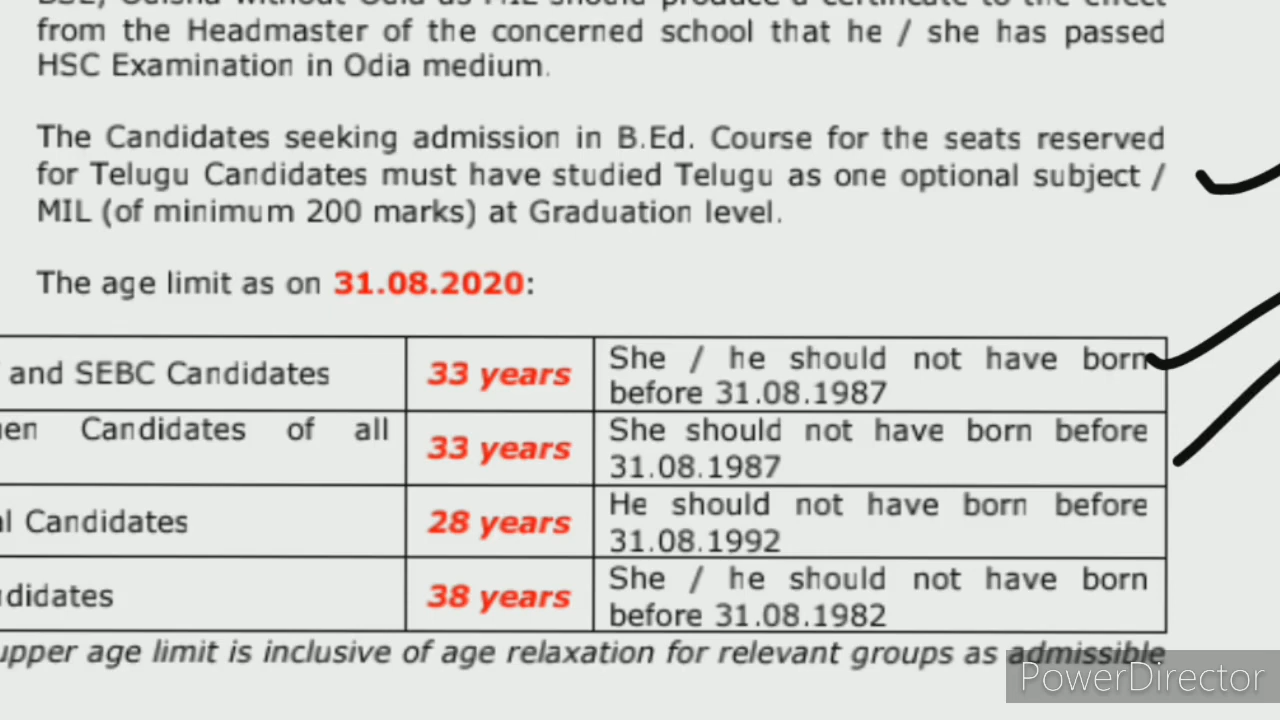 from the Headmaster of the concerned school that he / she has passed
HSC Examination in Odia medium.
The Candidates seeking admission in B.Ed. Course for the seats reserved
for Telugu Candidates must have studied Telugu as one optional subject /
MIL (of minimum 200 marks) at Graduation level.
The age limit as on 31.08.2020:
and SEBC Candidates 33 years She / he should not have born
before 31.08.1987
Candidates of all 33 years She should not have born before
31.08.1987
Candidates 28 years He should not have born before
31.08.1992
38 years She / he should not have born
before 31.08.1982
upper age limit is inclusive of age relaxation for relevant groups as admissible
PowerDirector